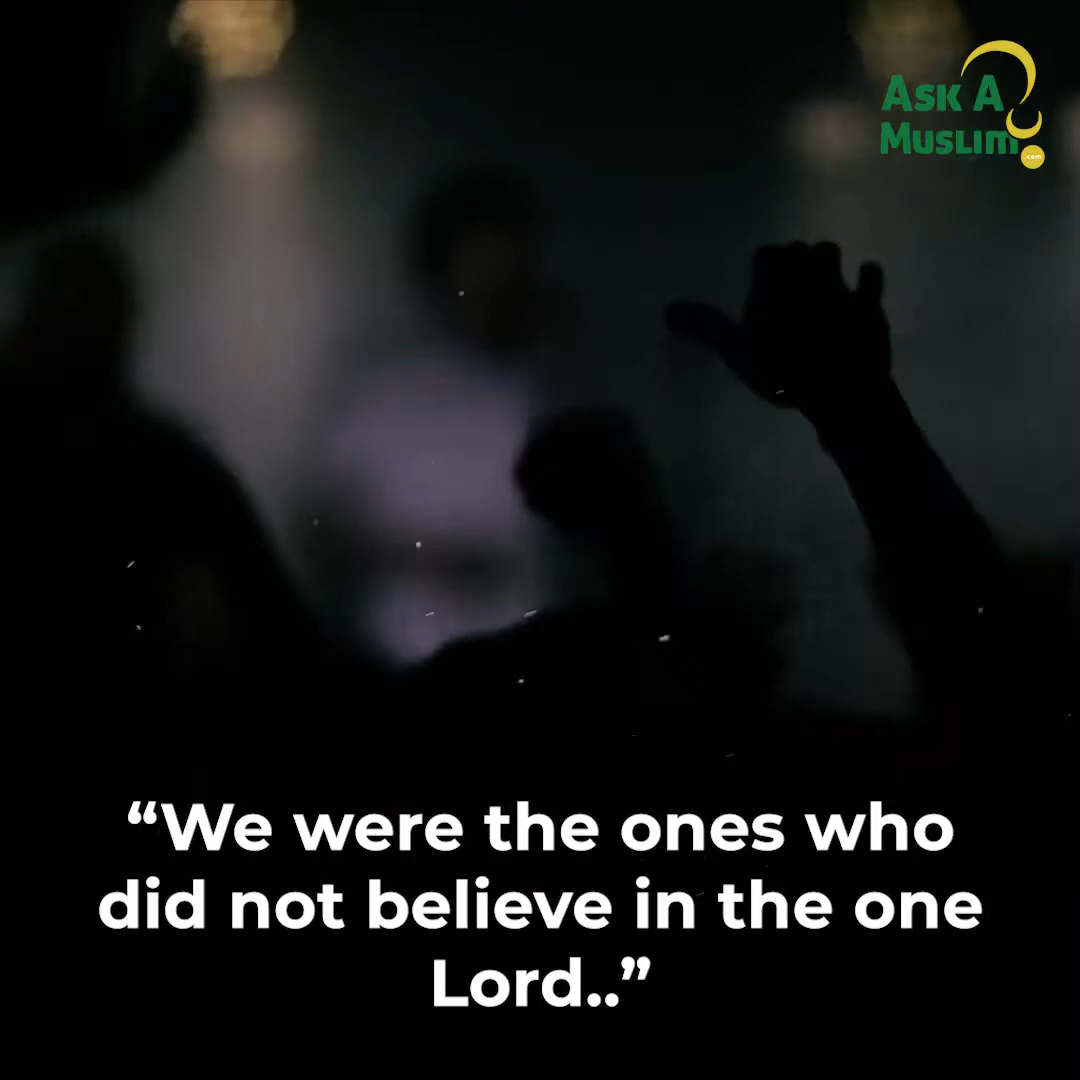 Ask A
Muslim
.com
“We were the ones who
did not believe in the one
Lord..”